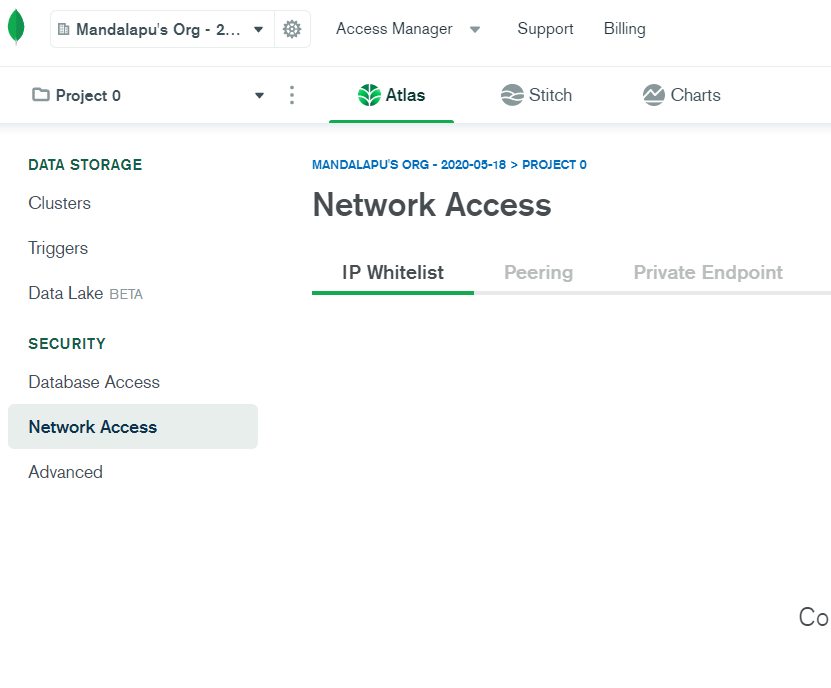 Mandalapu's Org - 2...
Access Manager
Support
Billing
Project 0
Atlas
Stitch
Charts
DATA STORAGE
Clusters
Triggers
Data Lake BETA
SECURITY
Database Access
Network Access
Advanced
MANDALAPU'S ORG - 2020-05-18 > PROJECT 0
Network Access
IP Whitelist
Peering
Private Endpoint
Co